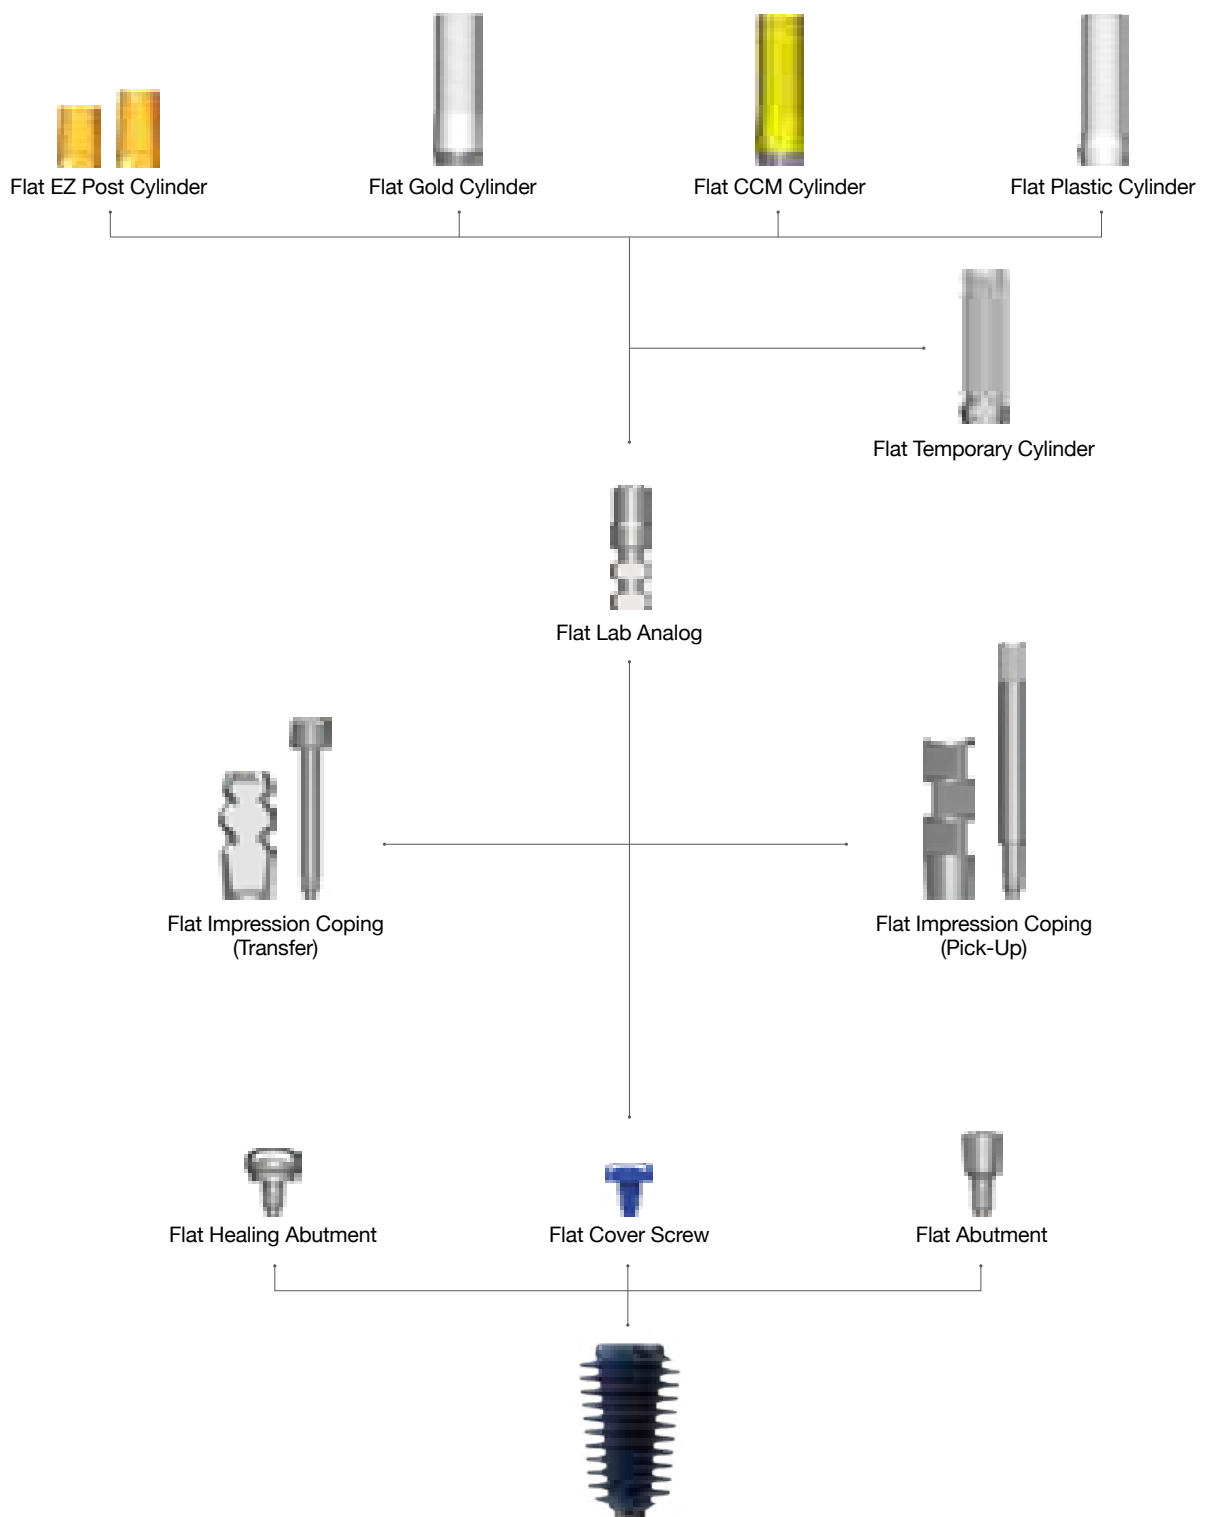 Flat EZ Post Cylinder
Flat Gold Cylinder
Flat CCM Cylinder
Flat Plastic Cylinder
Flat Temporary Cylinder
Flat Lab Analog
Flat Impression Coping
(Transfer)
Flat Impression Coping
(Pick-Up)
Flat Healing Abutment
Flat Cover Screw
Flat Abutment